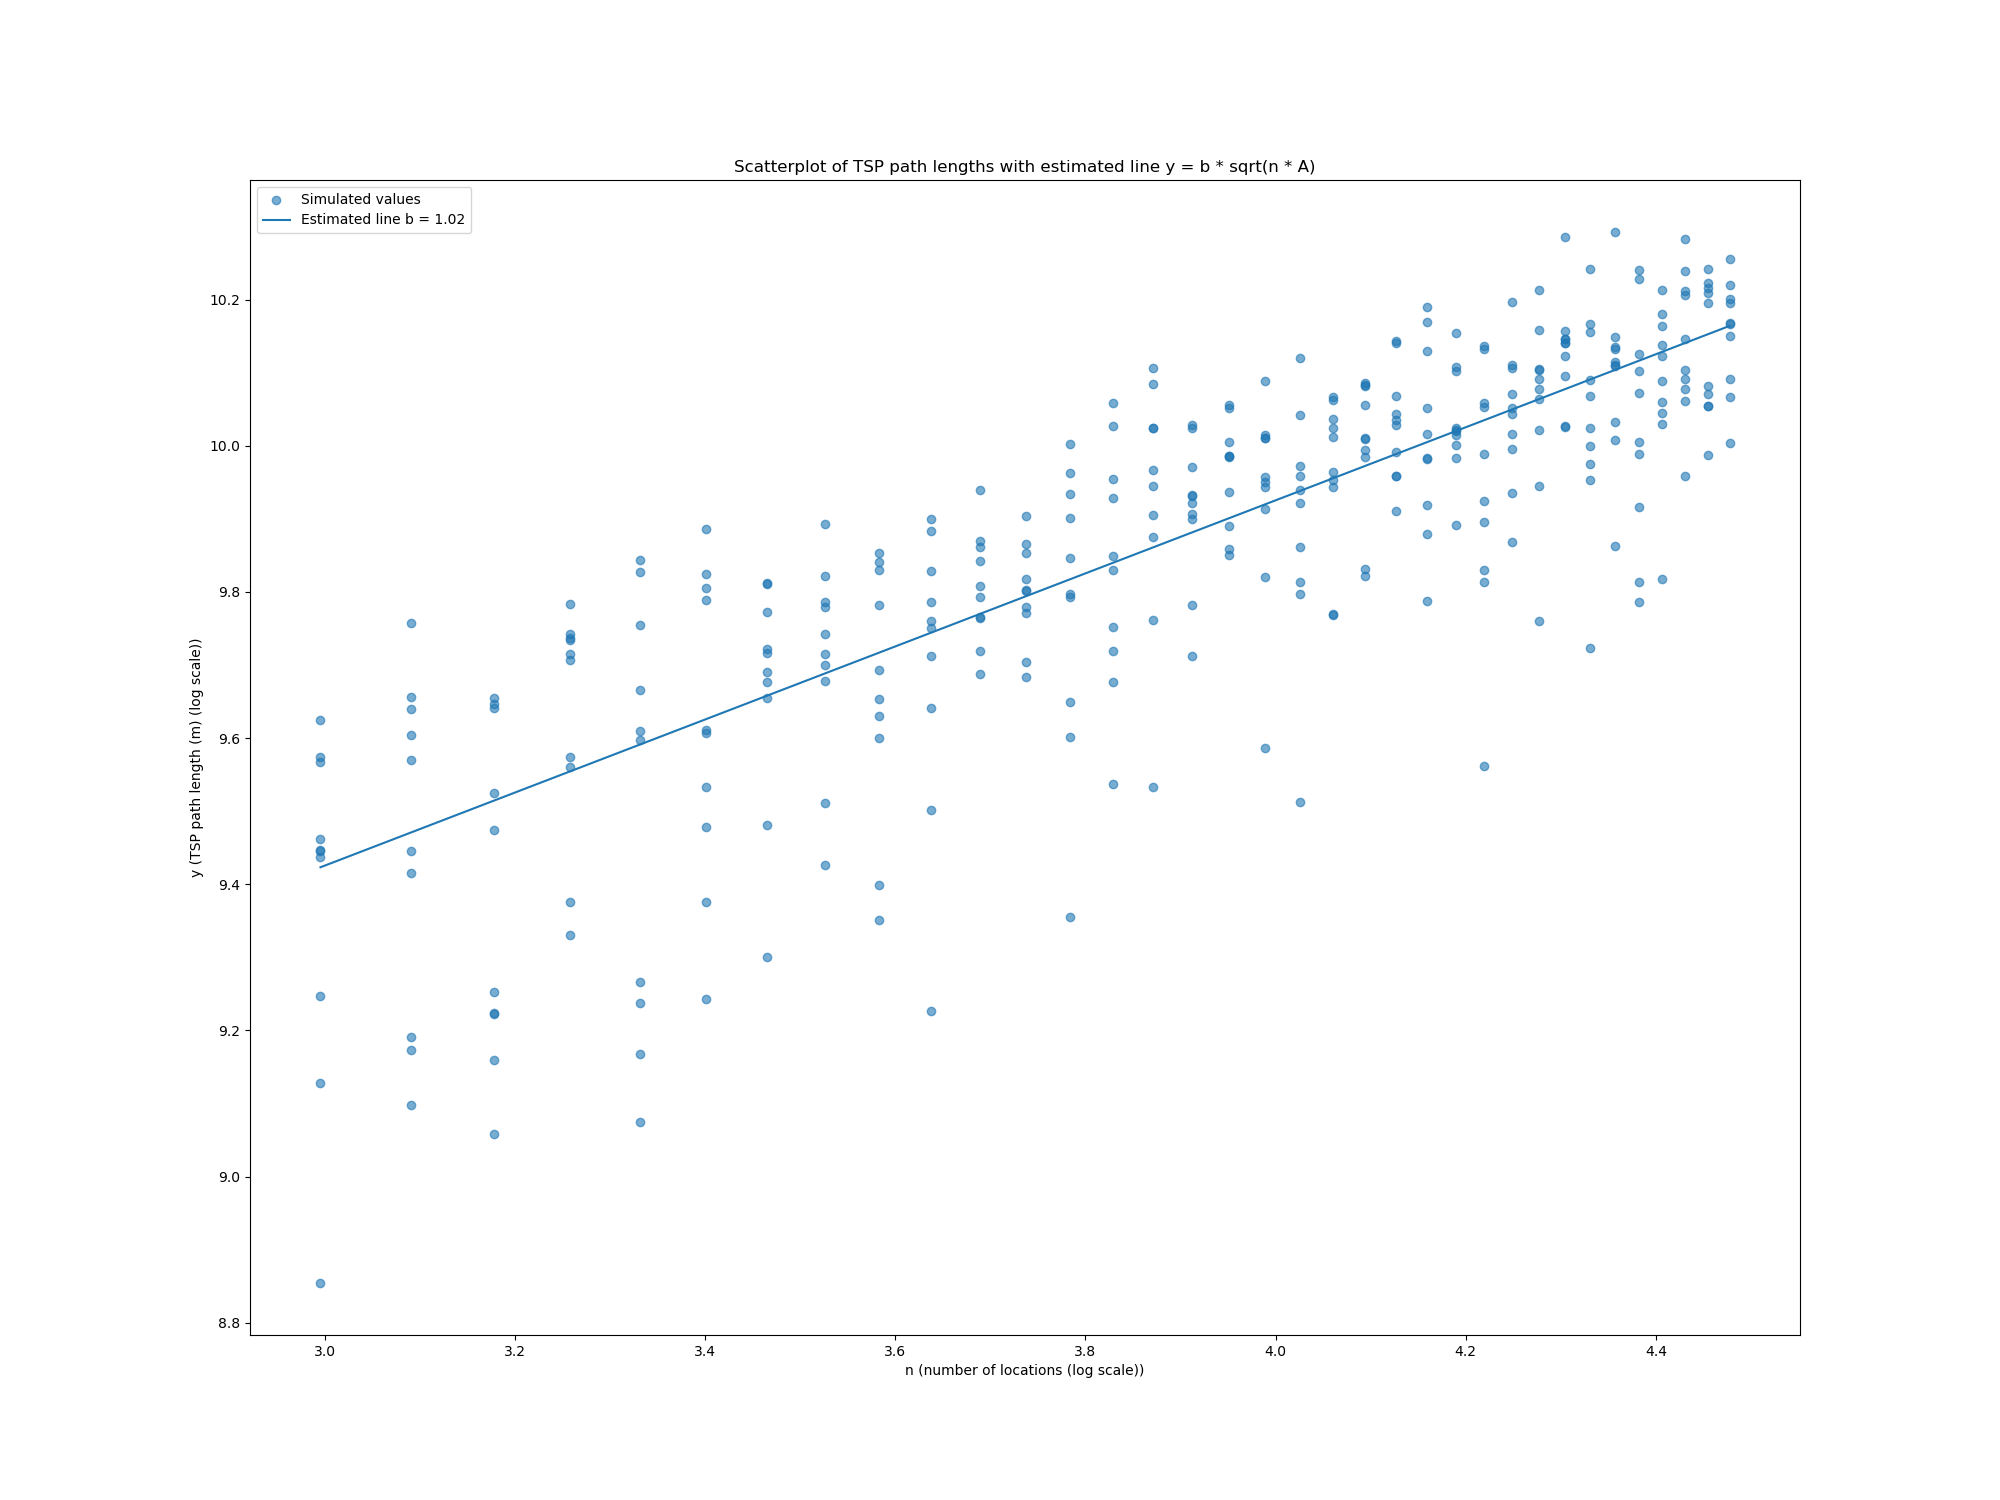 Scatterplot of TSP path lengths with estimated line y = b * sqrt(n * A)
Simulated values
Estimated line b = 1.02
10.2
10.0
9.8
9.6
9.4
9.2
9.0
8.8
y (TSP path length (m) (log scale))
3.0 3.2 3.4 3.6 3.8 4.0 4.2 4.4
n (number of locations (log scale))